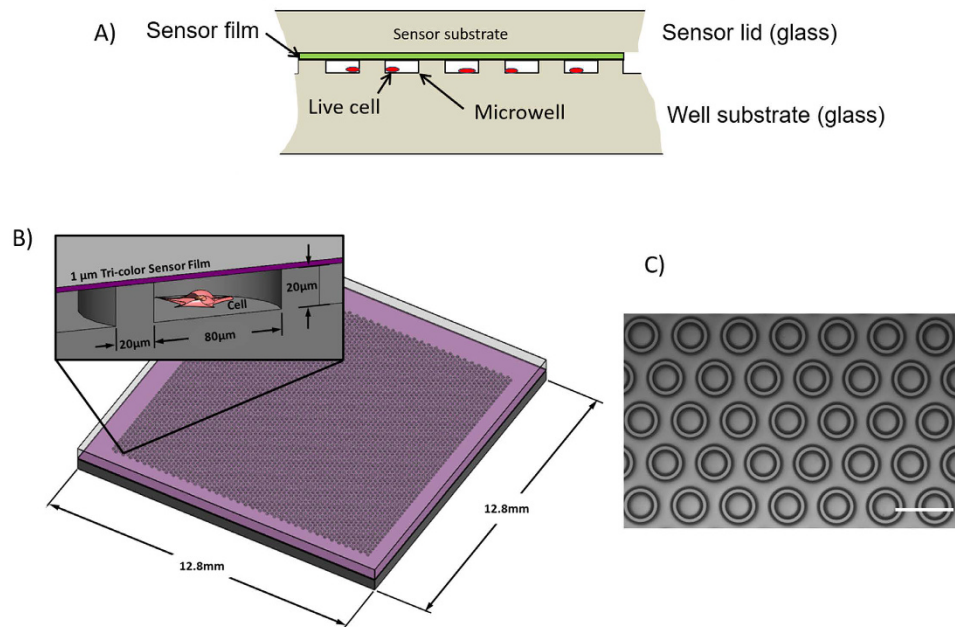 A)
Sensor film
Sensor substrate
Sensor lid (glass)
Live cell
Microwell
Well substrate (glass)
B)
1 µm Tri-color Sensor Film
20µm
Cell
20µm
80µm
12.8mm
12.8mm
C)